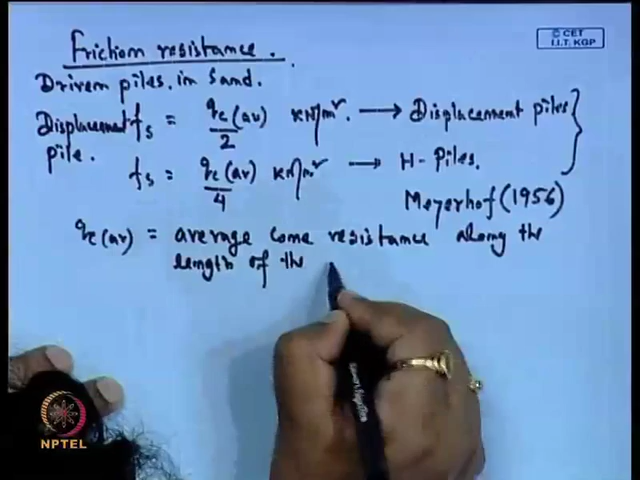 © CET
I.I.T. KGP
Friction resistance.
Driven piles in Sand.
Displacement pile.
fs = qc(av)/2 kN/m² → Displacement piles
fs = qc(av)/4 kN/m² → H-Piles.
Meyerhof (1956)
qc(av) = average cone resistance along the
length of the
NPTEL